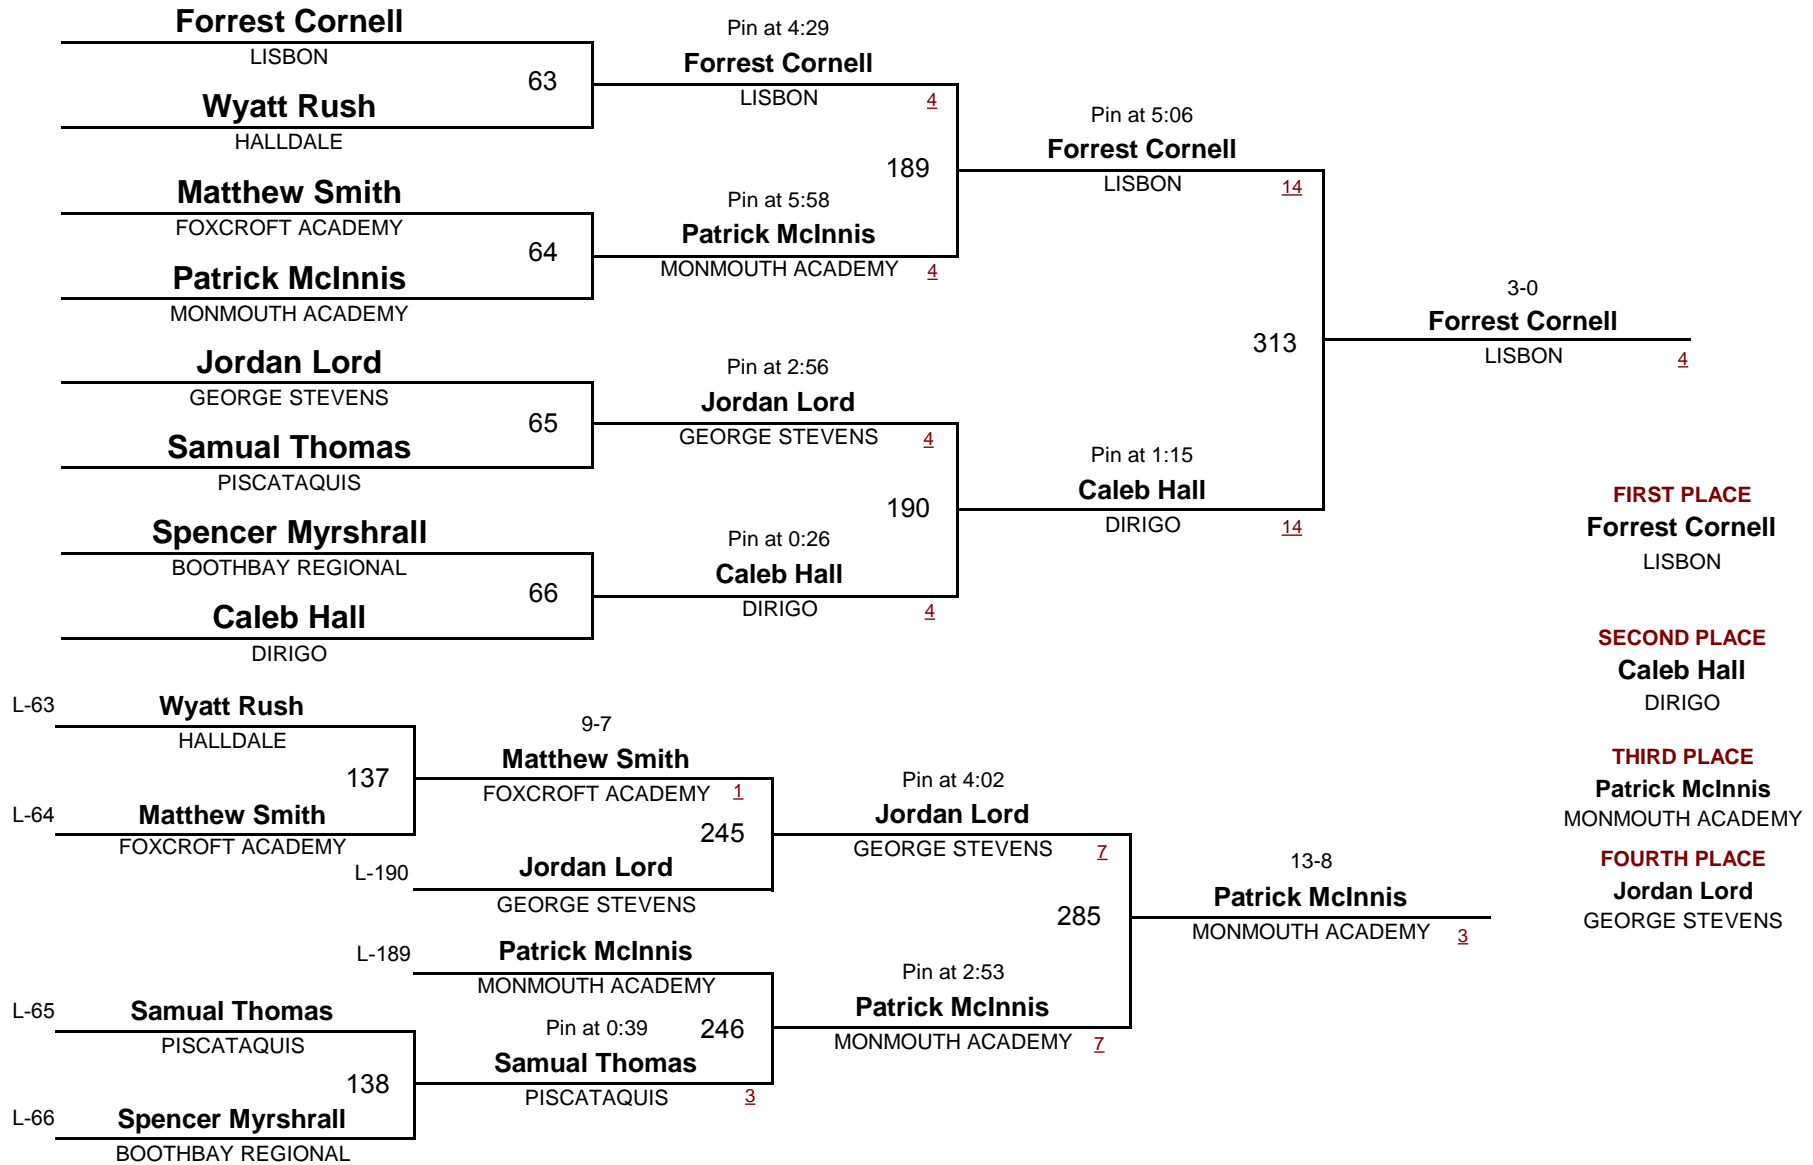 Forrest Cornell
LISBON
63
Wyatt Rush
HALLDALE
Matthew Smith
FOXCROFT ACADEMY
64
Patrick McInnis
MONMOUTH ACADEMY
Jordan Lord
GEORGE STEVENS
65
Samual Thomas
PISCATAQUIS
Spencer Myrshrall
BOOTHBAY REGIONAL
66
Caleb Hall
DIRIGO
Pin at 4:29
Forrest Cornell
LISBON 4
189
Pin at 5:58
Patrick McInnis
MONMOUTH ACADEMY 4
Pin at 2:56
Jordan Lord
GEORGE STEVENS 4
190
Pin at 0:26
Caleb Hall
DIRIGO 4
Pin at 5:06
Forrest Cornell
LISBON 14
313
Pin at 1:15
Caleb Hall
DIRIGO 14
3-0
Forrest Cornell
LISBON 4
FIRST PLACE
Forrest Cornell
LISBON
SECOND PLACE
Caleb Hall
DIRIGO
THIRD PLACE
Patrick McInnis
MONMOUTH ACADEMY
FOURTH PLACE
Jordan Lord
GEORGE STEVENS
L-63 Wyatt Rush
HALLDALE
137
L-64 Matthew Smith
FOXCROFT ACADEMY
9-7
Matthew Smith
FOXCROFT ACADEMY 1
245
L-190 Jordan Lord
GEORGE STEVENS
L-189 Patrick McInnis
MONMOUTH ACADEMY
L-65 Samual Thomas
PISCATAQUIS
138
L-66 Spencer Myrshrall
BOOTHBAY REGIONAL
Pin at 0:39 246
Samual Thomas
PISCATAQUIS 3
Pin at 4:02
Jordan Lord
GEORGE STEVENS 7
285
Pin at 2:53
Patrick McInnis
MONMOUTH ACADEMY 7
13-8
Patrick McInnis
MONMOUTH ACADEMY 3